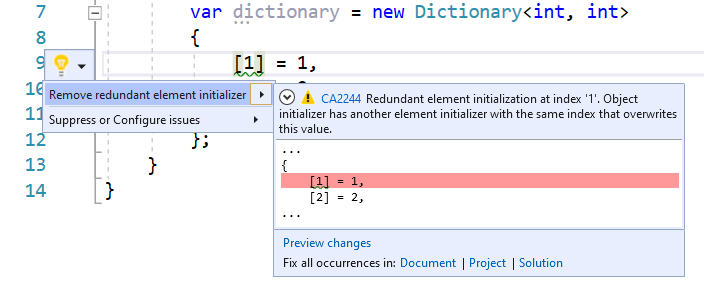 7 var dictionary = new Dictionary<int, int>
8 {
9 [1] = 1,
Remove redundant element initializer
Suppress or Configure issues
12 };
13 }
14 }
CA2244 Redundant element initialization at index '1'. Object
initializer has another element initializer with the same index that overwrites
this value.
...
{
[1] = 1,
[2] = 2,
...
Preview changes
Fix all occurrences in: Document | Project | Solution